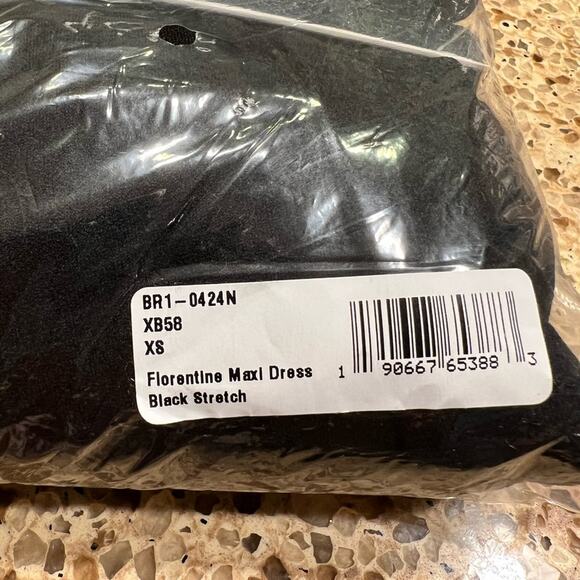 BR1-0424N
XB58
XS
Florentine Maxi Dress
Black Stretch
1 90667 65388 3